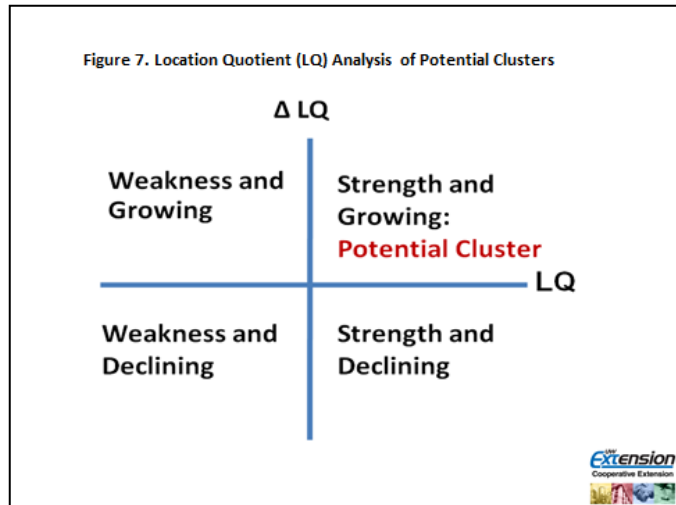 Figure 7. Location Quotient (LQ) Analysis of Potential Clusters
Δ LQ
Weakness and
Growing
Strength and
Growing:
Potential Cluster
LQ
Weakness and
Declining
Strength and
Declining
UW
Extension
Cooperative Extension